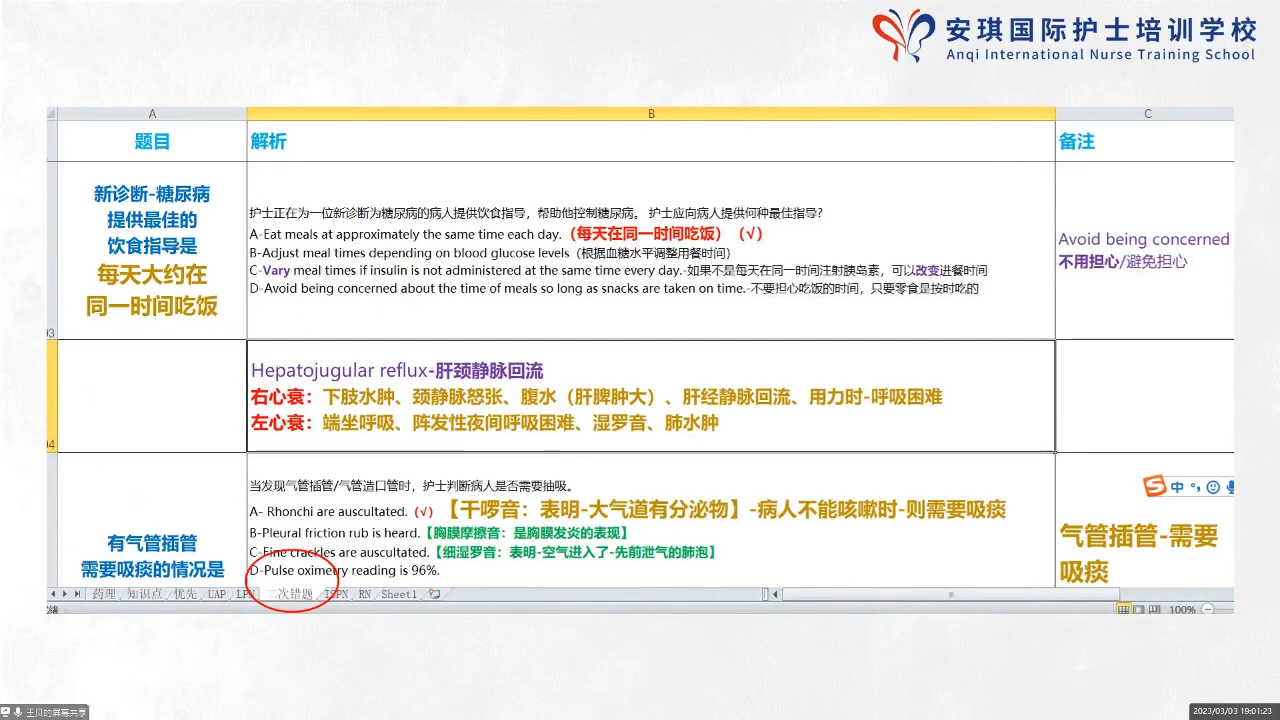 安琪国际护士培训学校
Anqi International Nurse Training School
A
B
C
题目
解析
备注
新诊断-糖尿病
提供最佳的
饮食指导是
每天大约在
同一时间吃饭
护士正在为一位新诊断为糖尿病的病人提供饮食指导，帮助他控制糖尿病。 护士应向病人提供何种最佳指导?
A-Eat meals at approximately the same time each day.（每天在同一时间吃饭）（√）
B-Adjust meal times depending on blood glucose levels（根据血糖水平调整用餐时间）
C-Vary meal times if insulin is not administered at the same time every day.-如果不是每天在同一时间注射胰岛素，可以改变进餐时间
D-Avoid being concerned about the time of meals so long as snacks are taken on time.-不要担心吃饭的时间，只要零食是按时吃的
Avoid being concerned
不用担心/避免担心
Hepatojugular reflux-肝颈静脉回流
右心衰：下肢水肿、颈静脉怒张、腹水（肝脾肿大）、肝经静脉回流、用力时-呼吸困难
左心衰：端坐呼吸、阵发性夜间呼吸困难、湿罗音、肺水肿
有气管插管
需要吸痰的情况是
当发现气管插管/气管造口管时，护士判断病人是否需要抽吸。
A- Rhonchi are auscultated.（√）【干啰音：表明-大气道有分泌物】-病人不能咳嗽时-则需要吸痰
B-Pleural friction rub is heard.【胸膜摩擦音：是胸膜发炎的表现】
C-Fine crackles are auscultated.【细湿罗音：表明-空气进入了-先前泄气的肺泡】
D-Pulse oximetry reading is 96%.
气管插管-需要
吸痰
中
药理 知识点 优先 UAP LPN 二次错题 ISPN RN Sheet1
100%
王贝的屏幕共享
2023/03/03 19:01:23